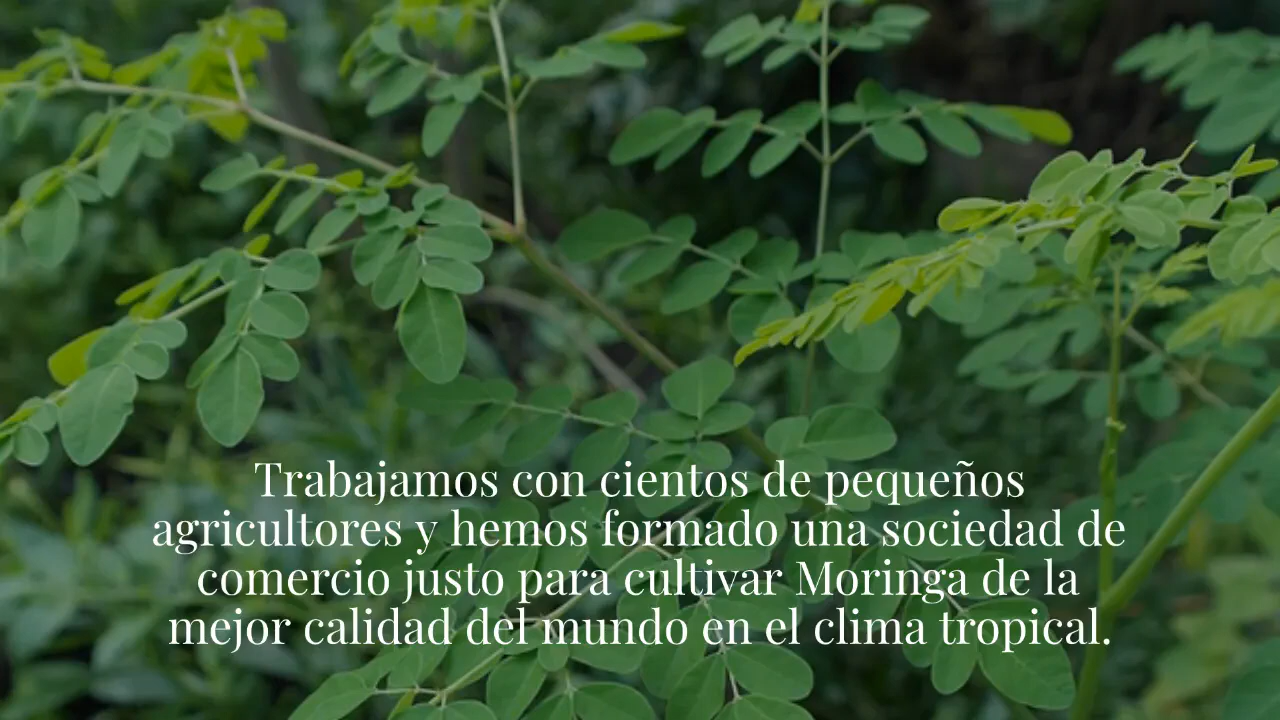 Trabajamos con cientos de pequeños
agricultores y hemos formado una sociedad de
comercio justo para cultivar Moringa de la
mejor calidad del mundo en el clima tropical.